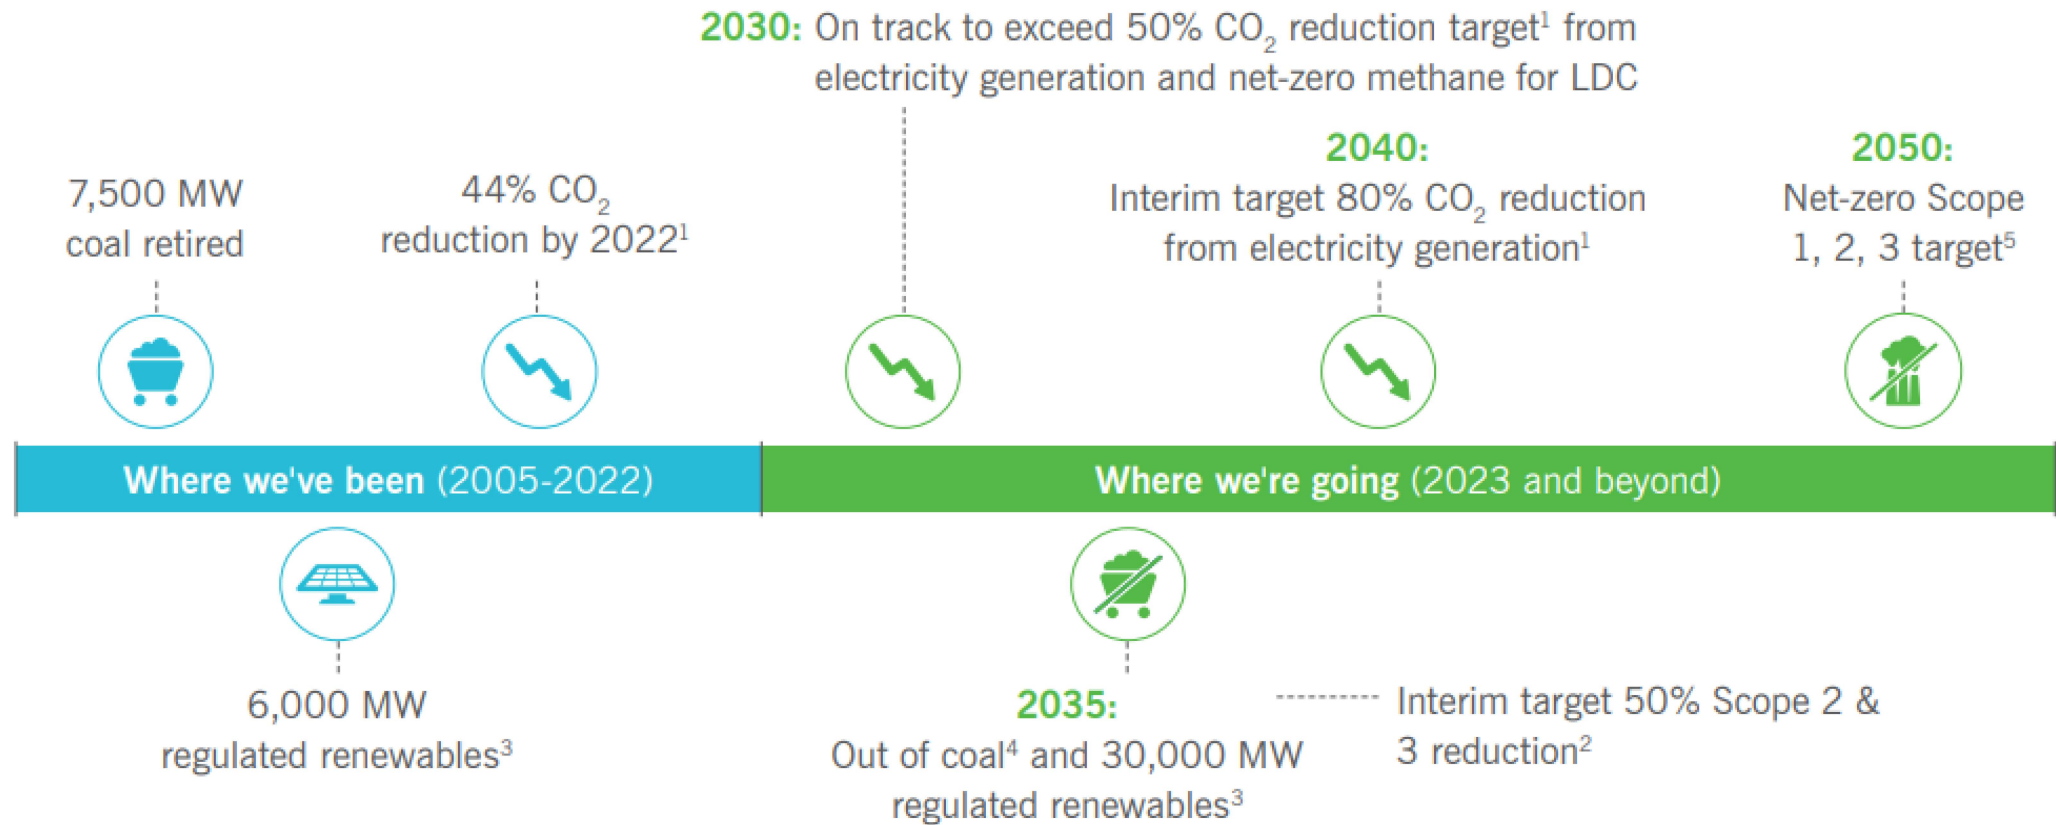 2030: On track to exceed 50% CO₂ reduction target¹ from
electricity generation and net-zero methane for LDC
7,500 MW
coal retired
44% CO₂
reduction by 2022¹
2040:
Interim target 80% CO₂ reduction
from electricity generation¹
2050:
Net-zero Scope
1, 2, 3 target⁵
Where we've been (2005-2022)
Where we're going (2023 and beyond)
6,000 MW
regulated renewables³
2035:
Out of coal⁴ and 30,000 MW
regulated renewables³
Interim target 50% Scope 2 &
3 reduction²